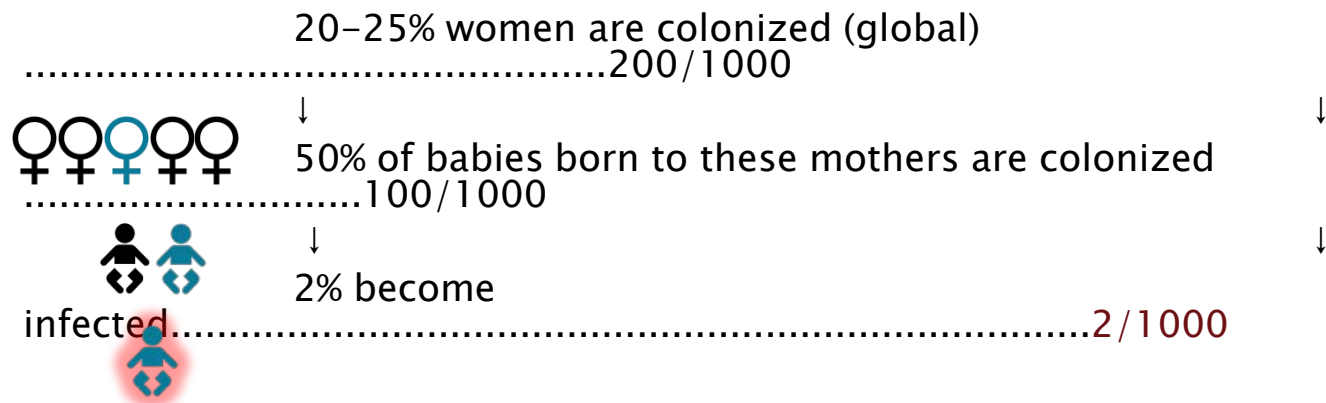 20-25% women are colonized (global)
....................................................200/1000
↓ ↓
50% of babies born to these mothers are colonized
.............................100/1000
↓ ↓
2% become
infected...............................................................................2/1000